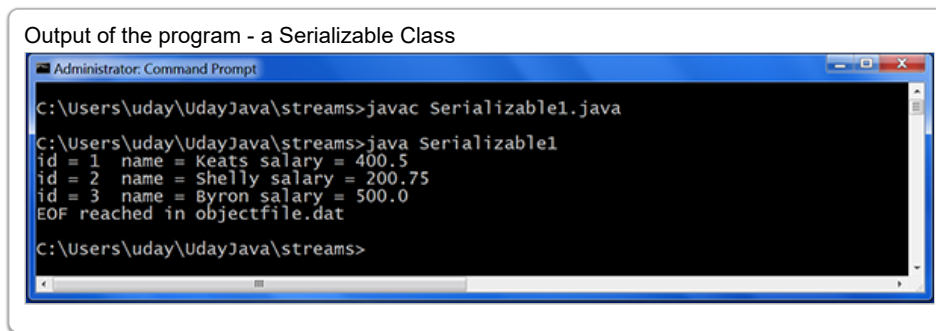 Output of the program - a Serializable Class
Administrator: Command Prompt
C:\Users\uday\UdayJava\streams>javac Serializable1.java
C:\Users\uday\UdayJava\streams>java Serializable1
id = 1  name = Keats salary = 400.5
id = 2  name = Shelly salary = 200.75
id = 3  name = Byron salary = 500.0
EOF reached in objectfile.dat
C:\Users\uday\UdayJava\streams>